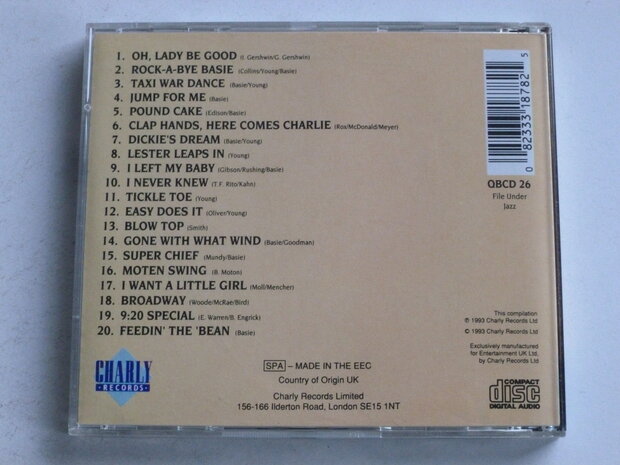 1. OH, LADY BE GOOD (I. Gershwin/G. Gershwin)
2. ROCK-A-BYE BASIE (Collins/Young/Basie)
3. TAXI WAR DANCE (Basie/Young)
4. JUMP FOR ME (Basie)
5. POUND CAKE (Edison/Basie)
6. CLAP HANDS, HERE COMES CHARLIE (Rox/McDonald/Meyer)
7. DICKIE'S DREAM (Basie/Young)
8. LESTER LEAPS IN (Young)
9. I LEFT MY BABY (Gibson/Rushing/Basie)
10. I NEVER KNEW (T.F. Rito/Kahn)
11. TICKLE TOE (Young)
12. EASY DOES IT (Oliver/Young)
13. BLOW TOP (Smith)
14. GONE WITH WHAT WIND (Basie/Goodman)
15. SUPER CHIEF (Mundy/Basie)
16. MOTEN SWING (B. Moton)
17. I WANT A LITTLE GIRL (Moll/Mencher)
18. BROADWAY (Woode/McRae/Bird)
19. 9:20 SPECIAL (E. Warren/B. Engrick)
20. FEEDIN' THE 'BEAN (Basie)
0 82333 18782 5
QBCD 26
File Under
Jazz
This compilation
℗ 1993 Charly Records Ltd
© 1993 Charly Records Ltd
Exclusively manufactured
for Entertainment UK Ltd.
by Charly Records Ltd
CHARLY
RECORDS
SPA – MADE IN THE EEC
Country of Origin UK
Charly Records Limited
156-166 Ilderton Road, London SE15 1NT
COMPACT
disc
DIGITAL AUDIO